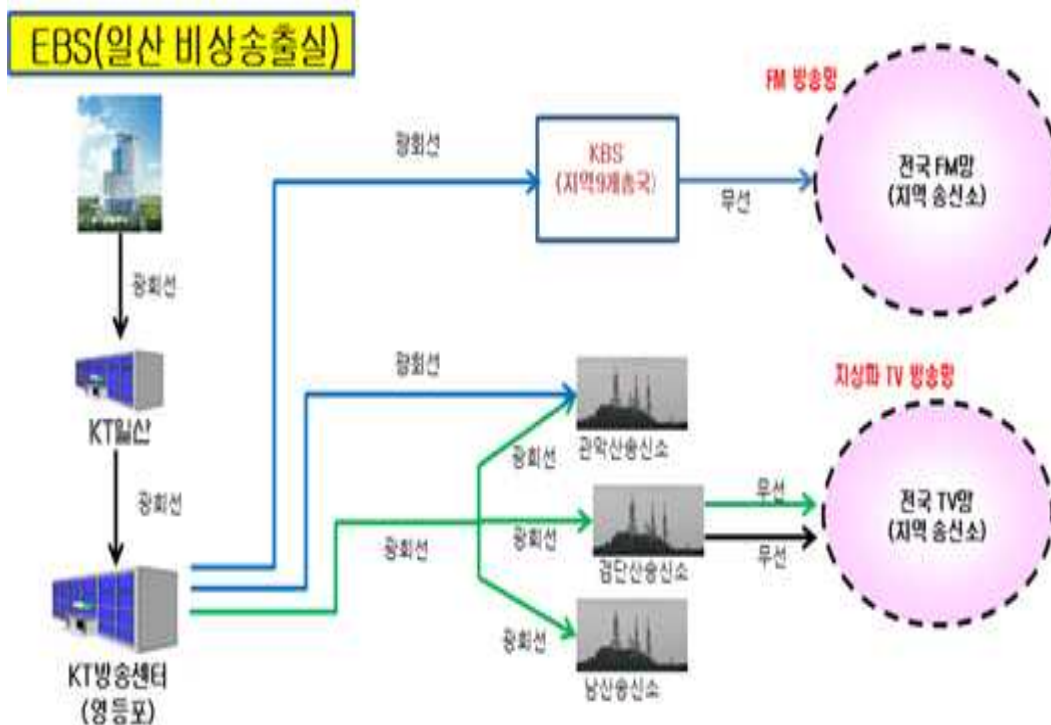 EBS(일산 비상송출실)
FM 방송망
광회선
KBS
(지역9개총국)
무선
전국 FM망
(지역 송신소)
광회선
KT일산
광회선
지상파 TV 방송망
관악산송신소
광회선
광회선
무선
전국 TV망
(지역 송신소)
광회선
광회선
검단산송신소
무선
KT방송센터
(영등포)
광회선
남산송신소